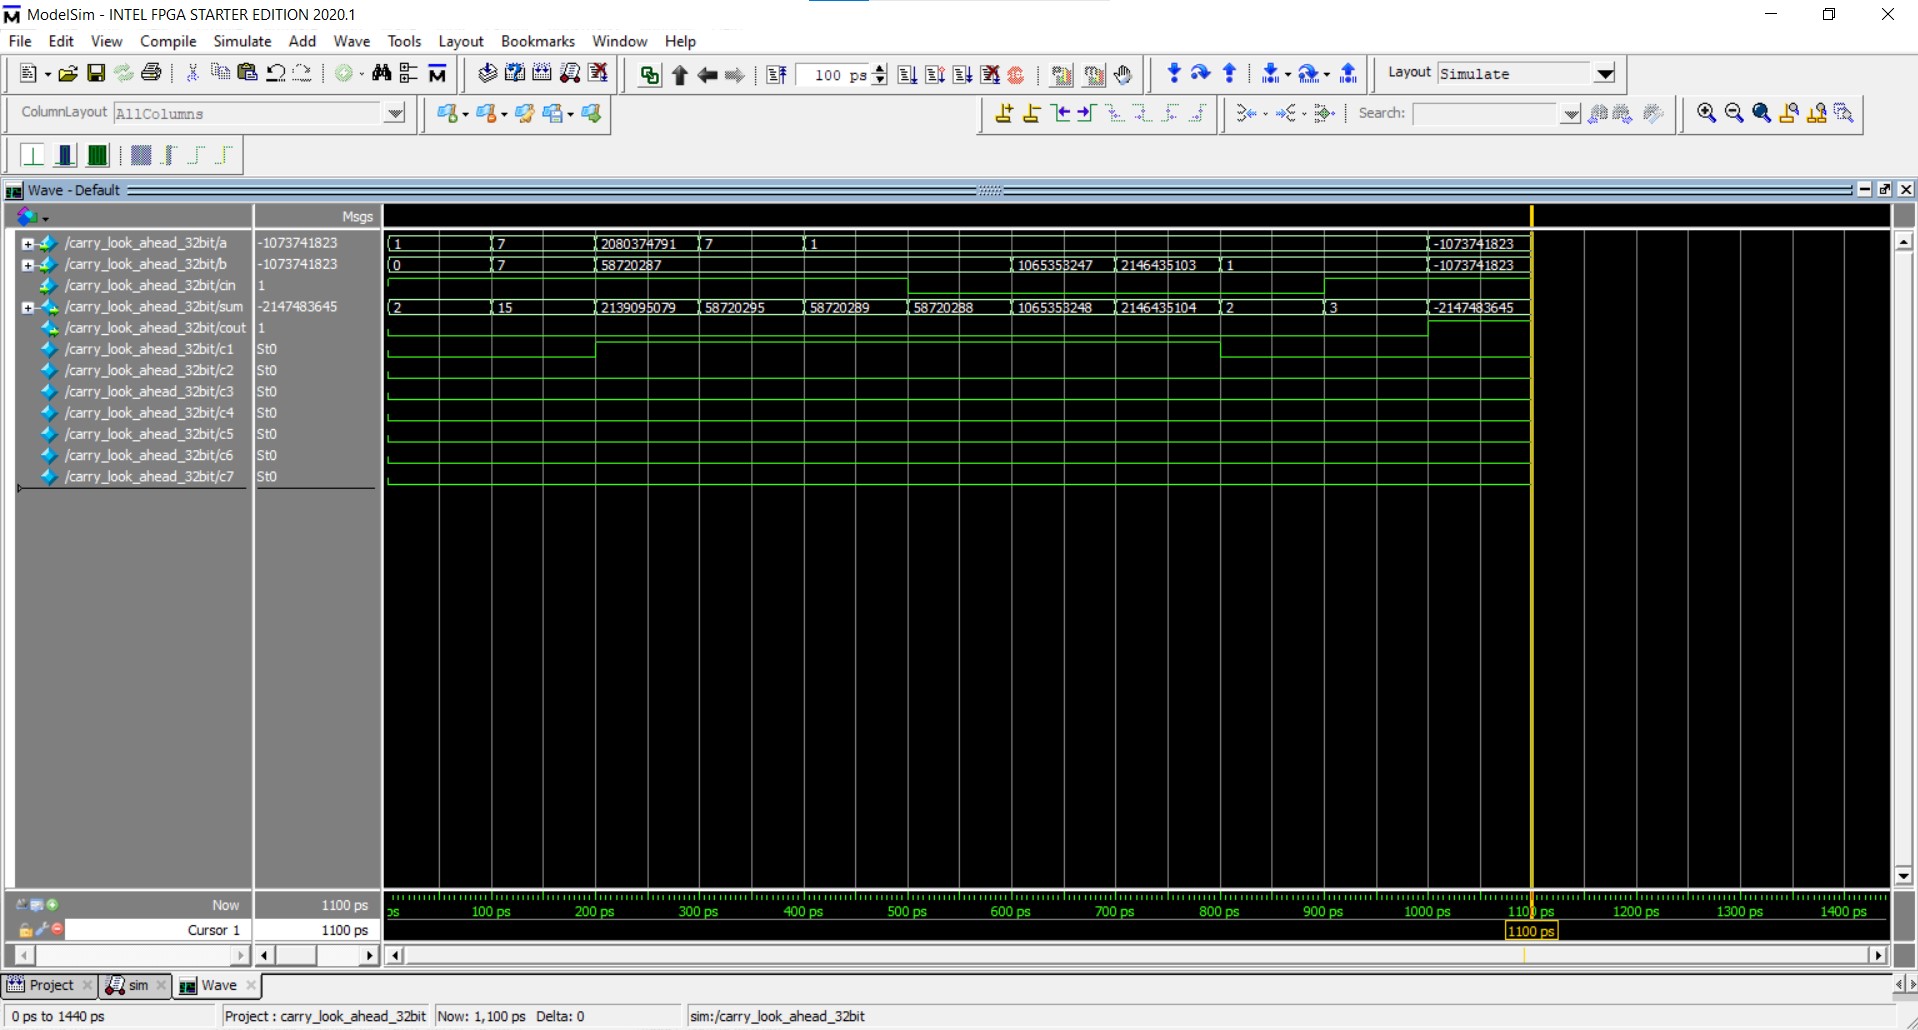 ModelSim - INTEL FPGA STARTER EDITION 2020.1
File Edit View Compile Simulate Add Wave Tools Layout Bookmarks Window Help
100 ps Layout Simulate
ColumnLayout AllColumns Search:
Wave - Default
Msgs
/carry_look_ahead_32bit/a -1073741823 1 7 2080374791 7 1 -1073741823
/carry_look_ahead_32bit/b -1073741823 0 7 58720287 1065353247 2146435103 1 -1073741823
/carry_look_ahead_32bit/cin 1
/carry_look_ahead_32bit/sum -2147483645 2 15 2139095079 58720295 58720289 58720288 1065353248 2146435104 2 3 -2147483645
/carry_look_ahead_32bit/cout 1
/carry_look_ahead_32bit/c1 St0
/carry_look_ahead_32bit/c2 St0
/carry_look_ahead_32bit/c3 St0
/carry_look_ahead_32bit/c4 St0
/carry_look_ahead_32bit/c5 St0
/carry_look_ahead_32bit/c6 St0
/carry_look_ahead_32bit/c7 St0
Now 1100 ps ps 100 ps 200 ps 300 ps 400 ps 500 ps 600 ps 700 ps 800 ps 900 ps 1000 ps 1100 ps 1200 ps 1300 ps 1400 ps
Cursor 1 1100 ps 1100 ps
Project sim Wave
0 ps to 1440 ps Project : carry_look_ahead_32bit Now: 1,100 ps Delta: 0 sim:/carry_look_ahead_32bit